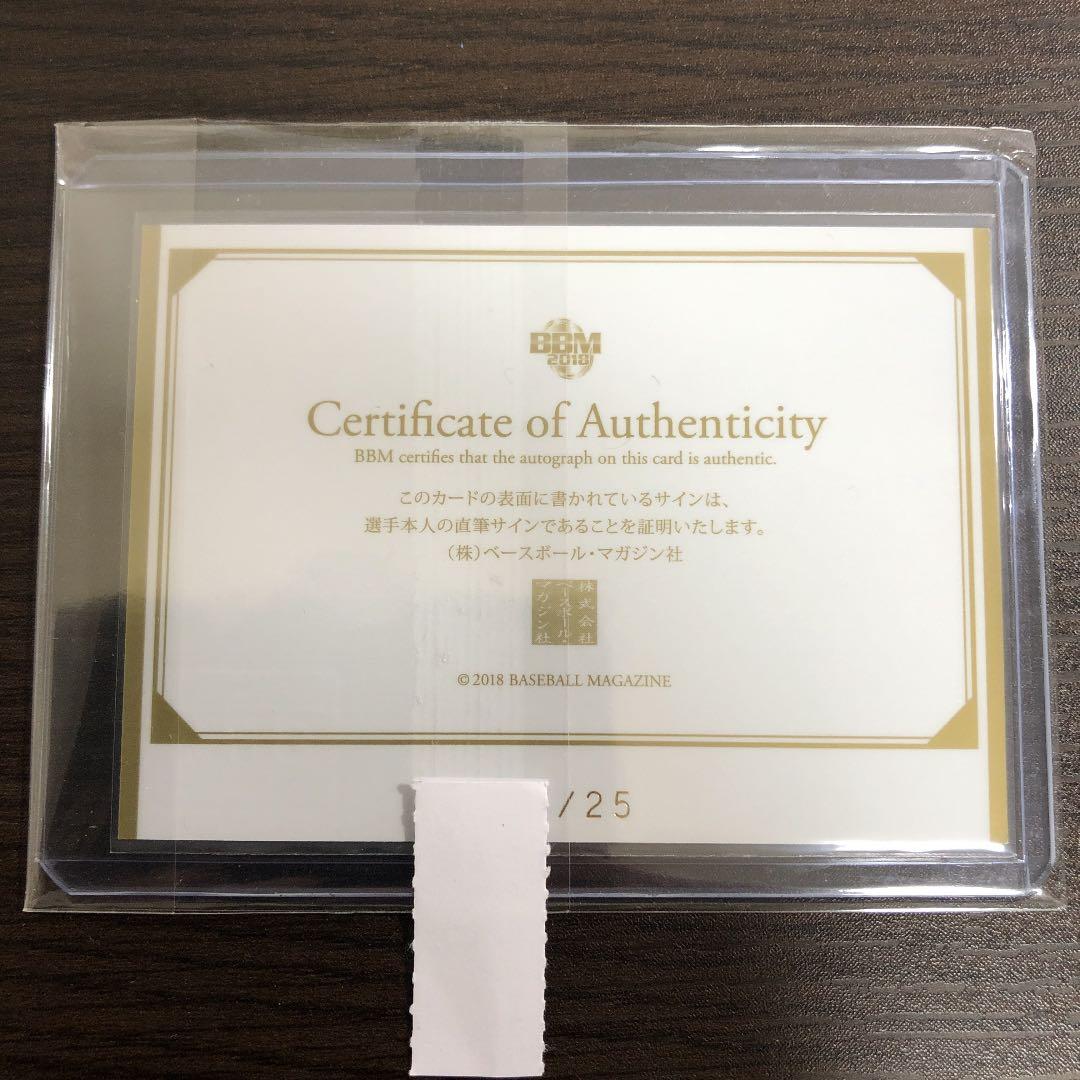 BBM
2018
Certificate of Authenticity
BBM certifies that the autograph on this card is authentic.
このカードの表面に書かれているサインは、
選手本人の直筆サインであることを証明いたします。
（株）ベースボール・マガジン社
株式会社
ベースボール・
マガジン社
© 2018 BASEBALL MAGAZINE
/25